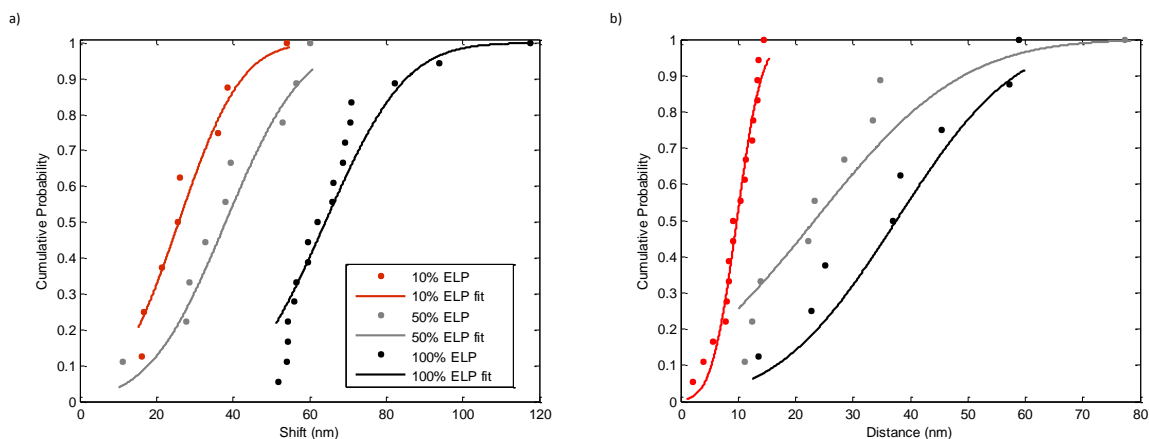 a)
1
0.9
0.8
0.7
0.6
0.5
0.4
0.3
0.2
0.1
0
Cumulative Probability
0 20 40 60 80 100 120
Shift (nm)
10% ELP
10% ELP fit
50% ELP
50% ELP fit
100% ELP
100% ELP fit
b)
1
0.9
0.8
0.7
0.6
0.5
0.4
0.3
0.2
0.1
0
Cumulative Probability
0 10 20 30 40 50 60 70 80
Distance (nm)